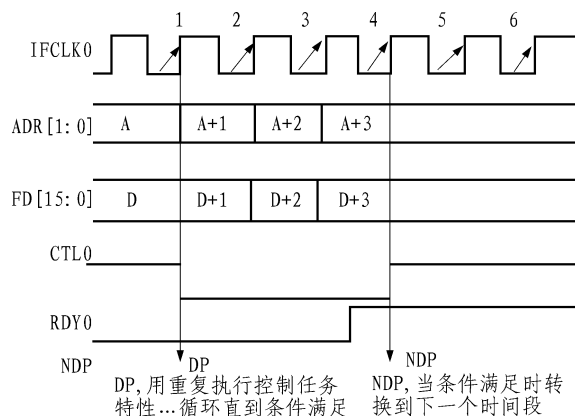 1 2 3 4 5 6
IFCLK0
ADR[1:0] A A+1 A+2 A+3
FD[15:0] D D+1 D+2 D+3
CTL0
RDY0
NDP DP NDP
DP,用重复执行控制任务
特性…循环直到条件满足
NDP,当条件满足时转
换到下一个时间段